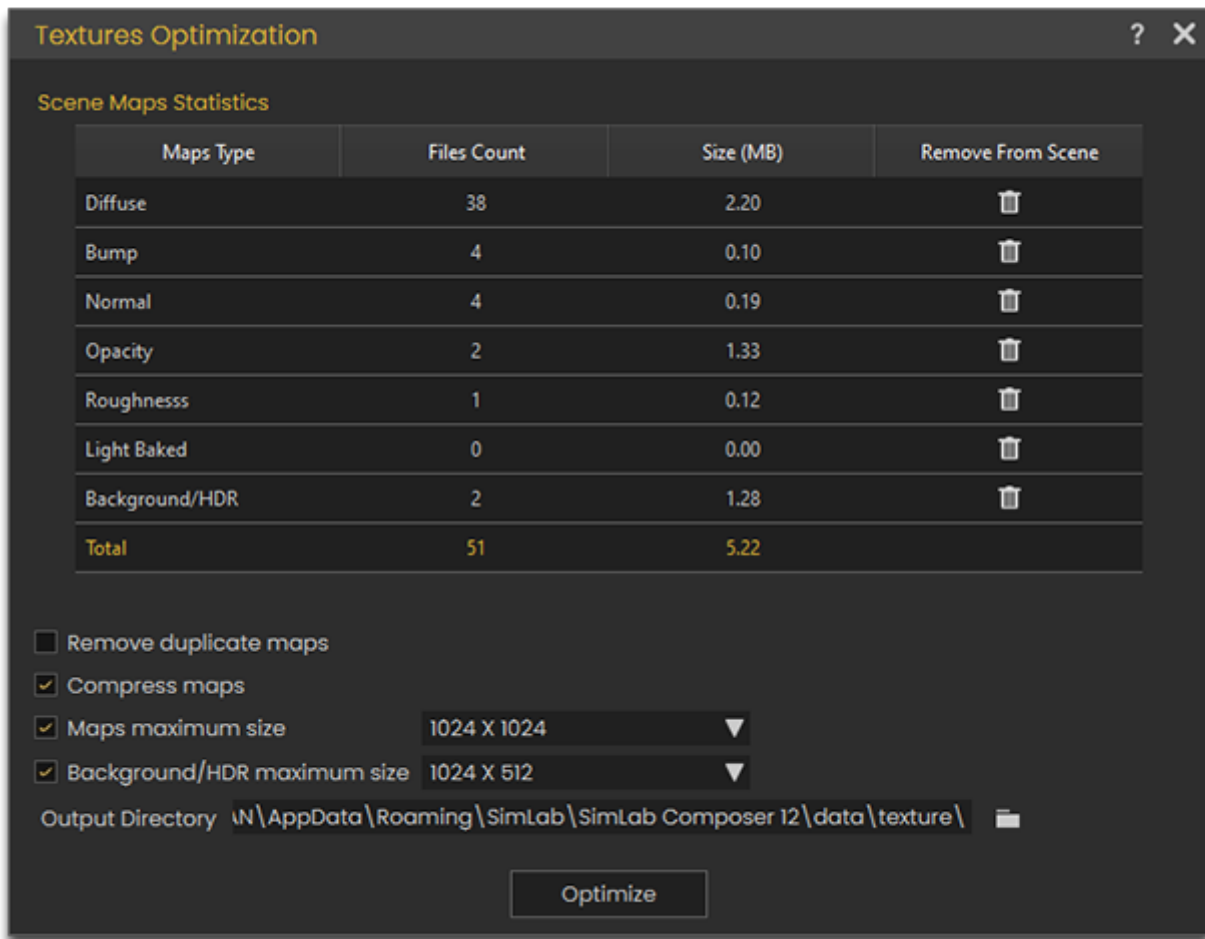 Textures Optimization ?
Scene Maps Statistics
Maps Type Files Count Size (MB) Remove From Scene
Diffuse 38 2.20
Bump 4 0.10
Normal 4 0.19
Opacity 2 1.33
Roughnesss 1 0.12
Light Baked 0 0.00
Background/HDR 2 1.28
Total 51 5.22
Remove duplicate maps
Compress maps
Maps maximum size 1024 X 1024
Background/HDR maximum size 1024 X 512
Output Directory \AppData\Roaming\SimLab\SimLab Composer 12\data\texture\
Optimize